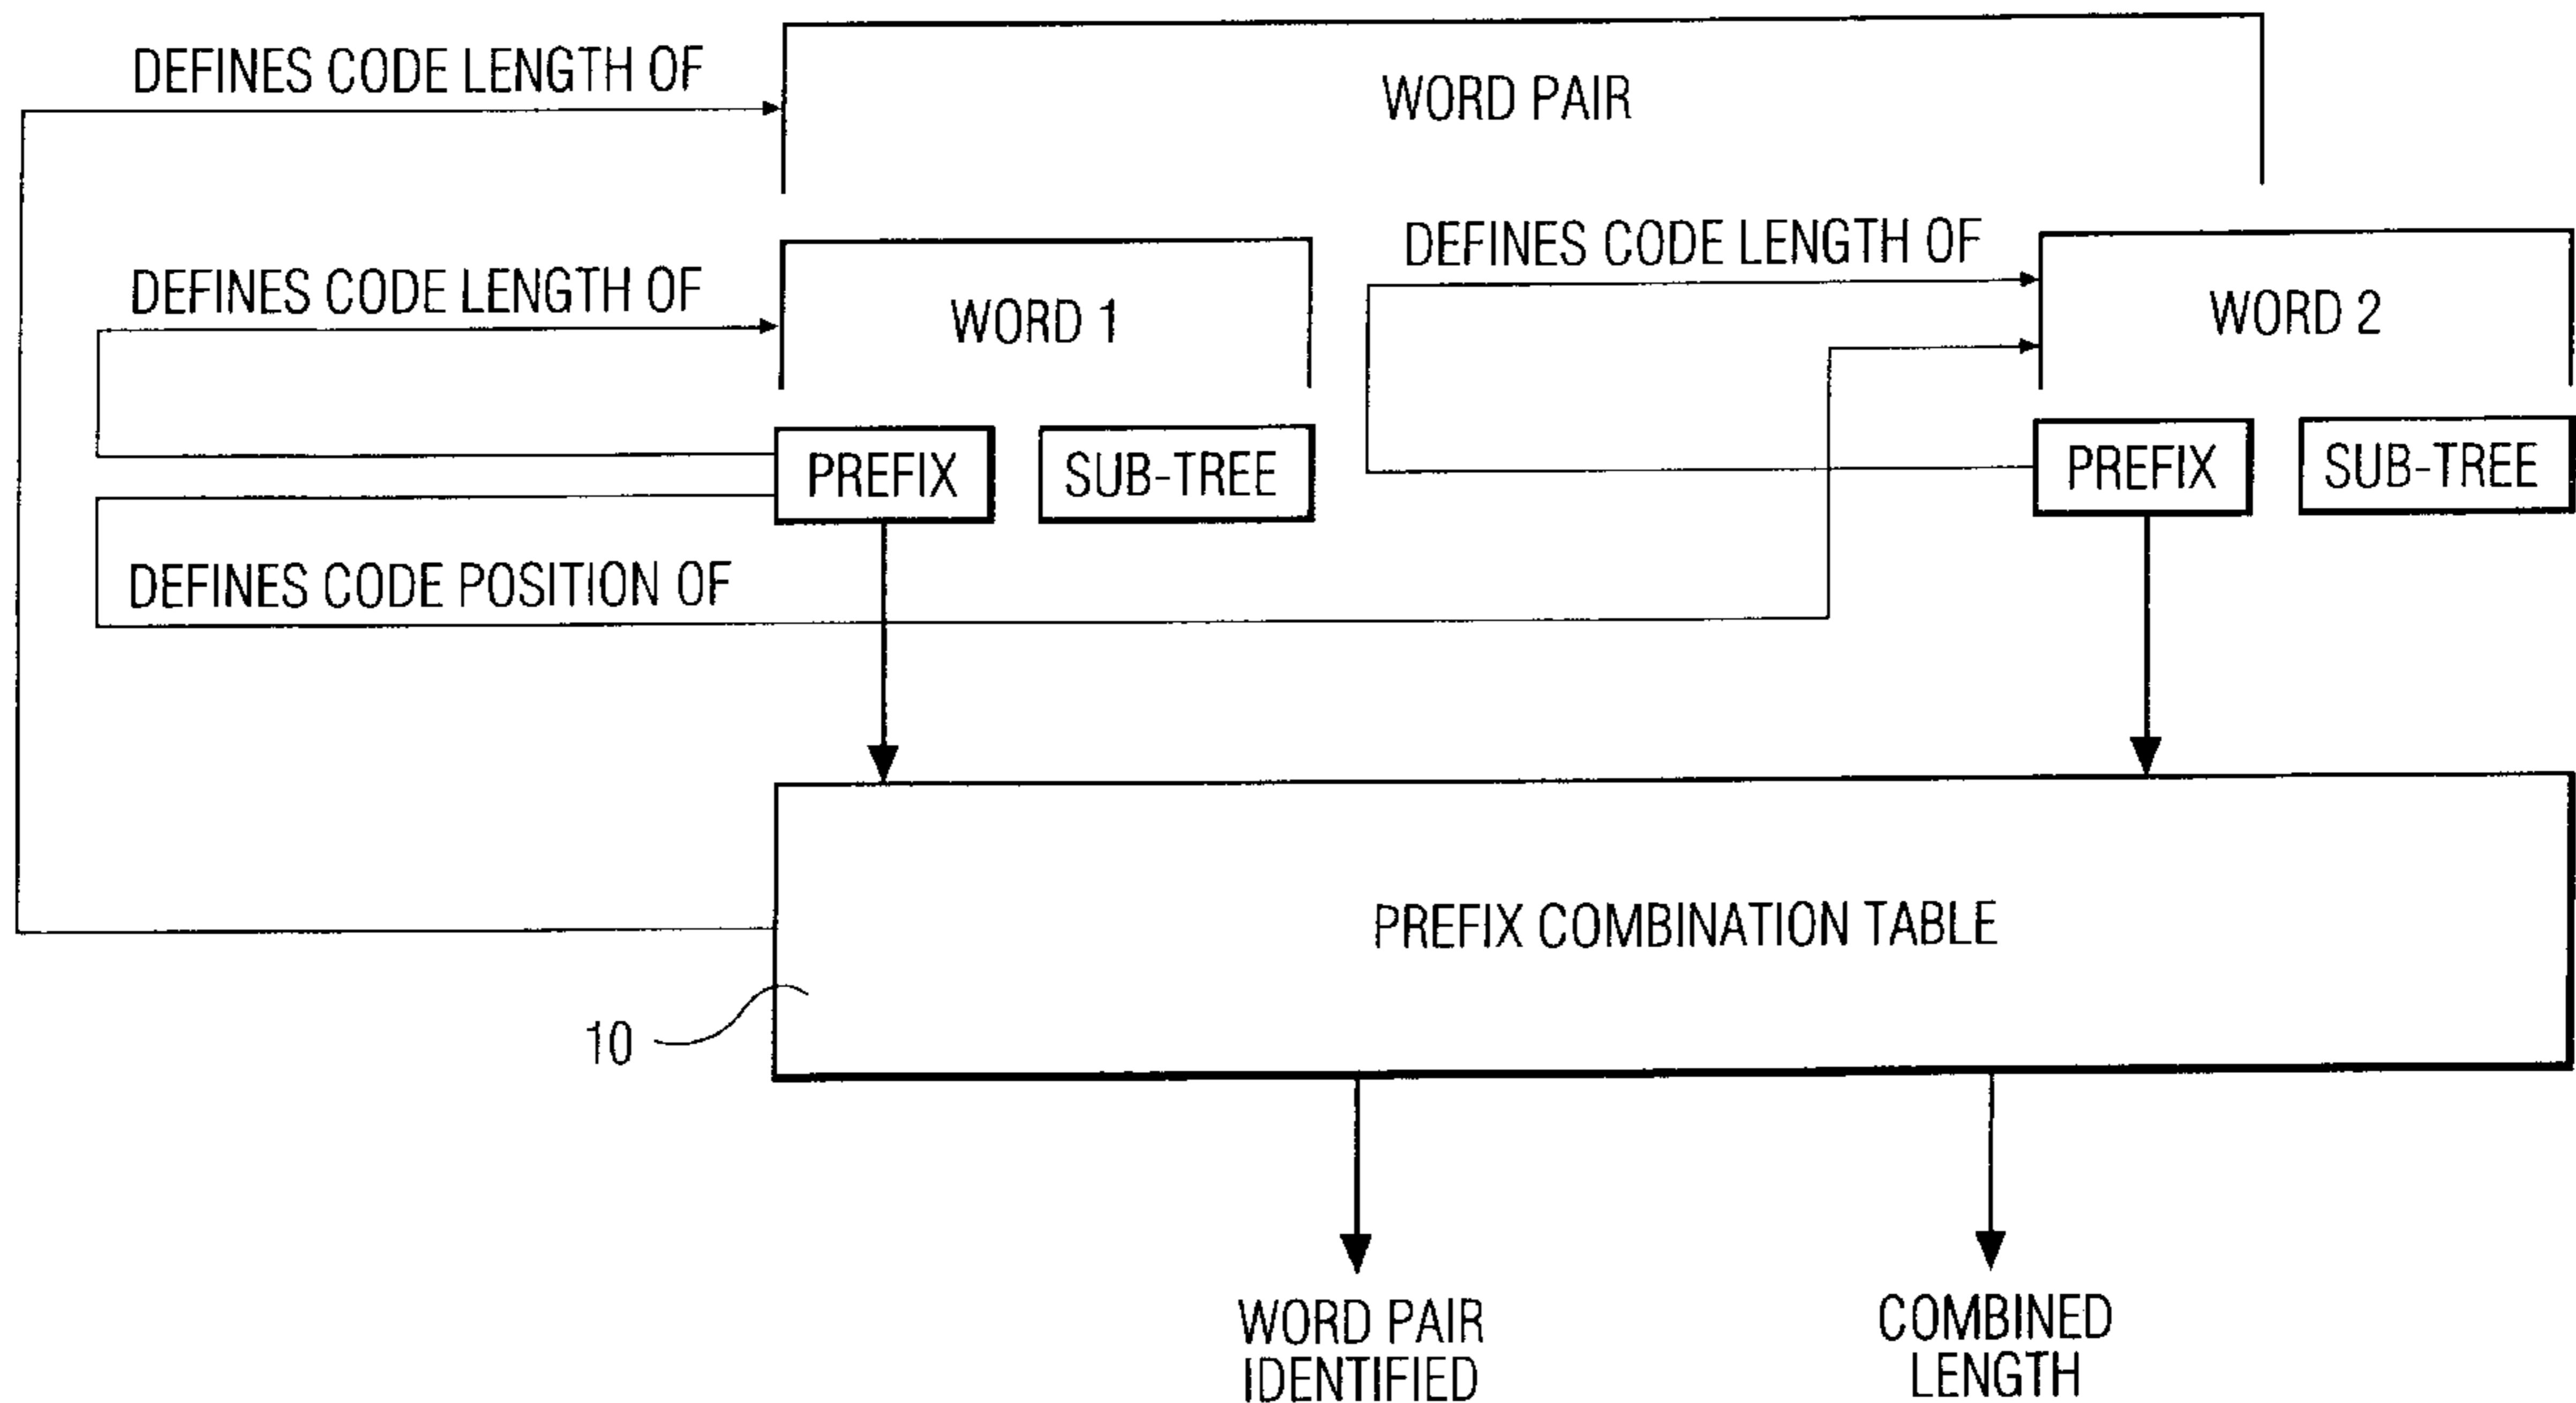 DEFINES CODE LENGTH OF
WORD PAIR
DEFINES CODE LENGTH OF
WORD 1
DEFINES CODE LENGTH OF
WORD 2
PREFIX
SUB-TREE
PREFIX
SUB-TREE
DEFINES CODE POSITION OF
PREFIX COMBINATION TABLE
10
WORD PAIR
IDENTIFIED
COMBINED
LENGTH